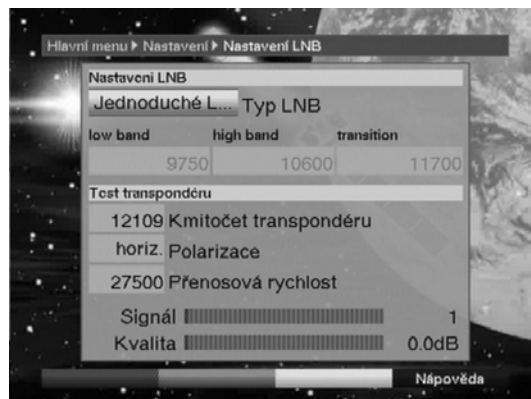 Hlavní menu Nastavení Nastavení LNB
Nastavení LNB
Jednoduché L... Typ LNB
low band high band transition
9750 10600 11700
Test transpondéru
12109 Kmitočet transpondéru
horiz. Polarizace
27500 Přenosová rychlost
Signál 1
Kvalita 0.0dB
Nápověda